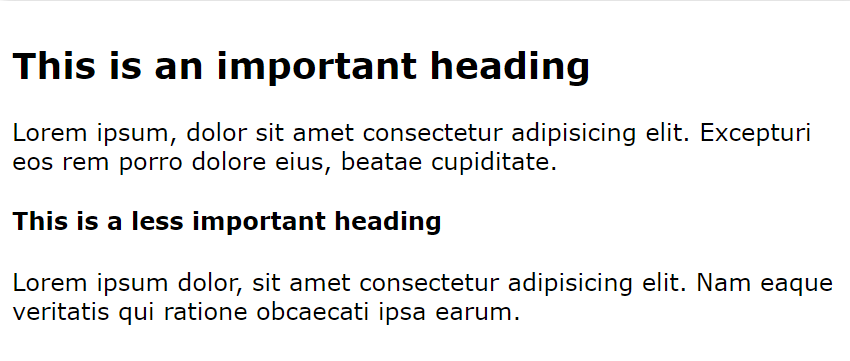 This is an important heading
Lorem ipsum, dolor sit amet consectetur adipisicing elit. Excepturi
eos rem porro dolore eius, beatae cupiditate.
This is a less important heading
Lorem ipsum dolor, sit amet consectetur adipisicing elit. Nam eaque
veritatis qui ratione obcaecati ipsa earum.